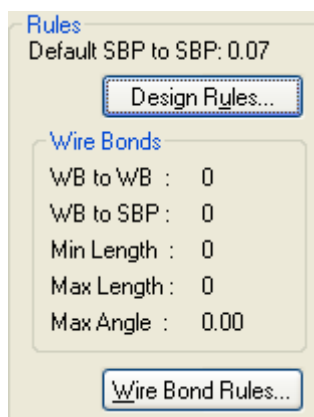 Rules
Default SBP to SBP: 0.07
Design Rules...
Wire Bonds
WB to WB : 0
WB to SBP : 0
Min Length : 0
Max Length : 0
Max Angle : 0.00
Wire Bond Rules...